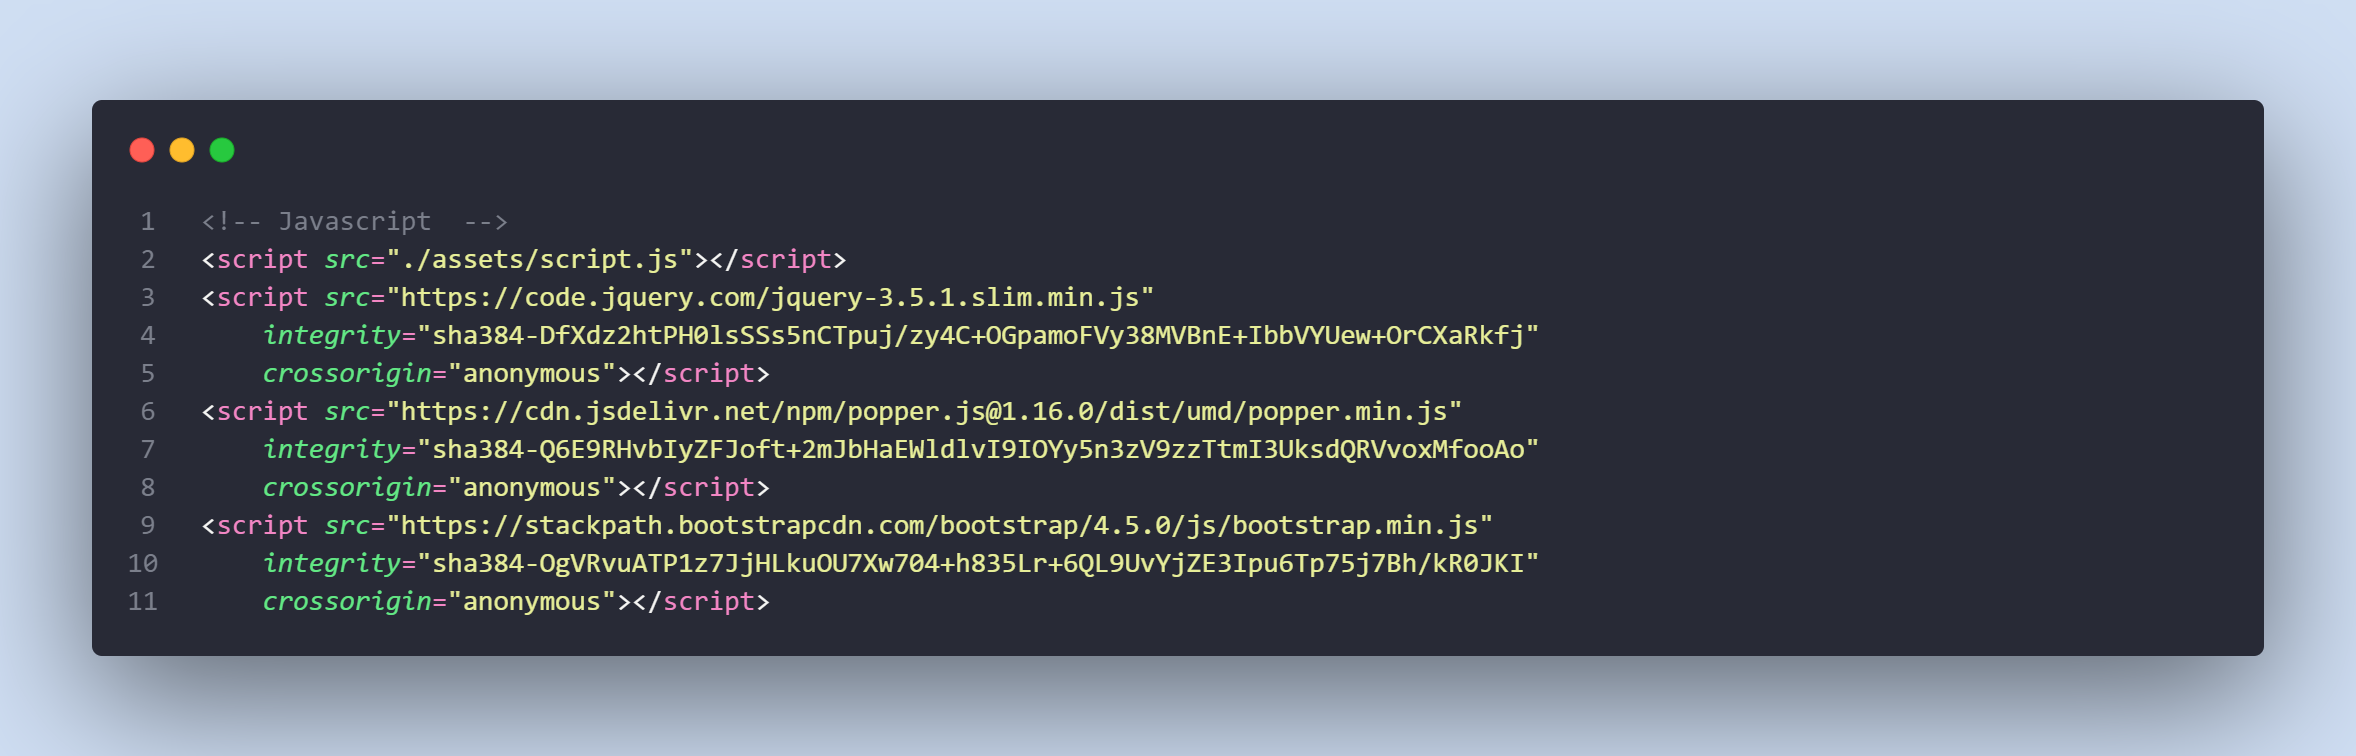 1 <!-- Javascript  -->
2 <script src="./assets/script.js"></script>
3 <script src="https://code.jquery.com/jquery-3.5.1.slim.min.js"
4     integrity="sha384-DfXdz2htPH0lsSSs5nCTpuj/zy4C+OGpamoFVy38MVBnE+IbbVYUew+OrCXaRkfj"
5     crossorigin="anonymous"></script>
6 <script src="https://cdn.jsdelivr.net/npm/popper.js@1.16.0/dist/umd/popper.min.js"
7     integrity="sha384-Q6E9RHvbIyZFJoft+2mJbHaEWldlvI9IOYy5n3zV9zzTtmI3UksdQRVvoxMfooAo"
8     crossorigin="anonymous"></script>
9 <script src="https://stackpath.bootstrapcdn.com/bootstrap/4.5.0/js/bootstrap.min.js"
10     integrity="sha384-OgVRvuATP1z7JjHLkuOU7Xw704+h835Lr+6QL9UvYjZE3Ipu6Tp75j7Bh/kR0JKI"
11     crossorigin="anonymous"></script>